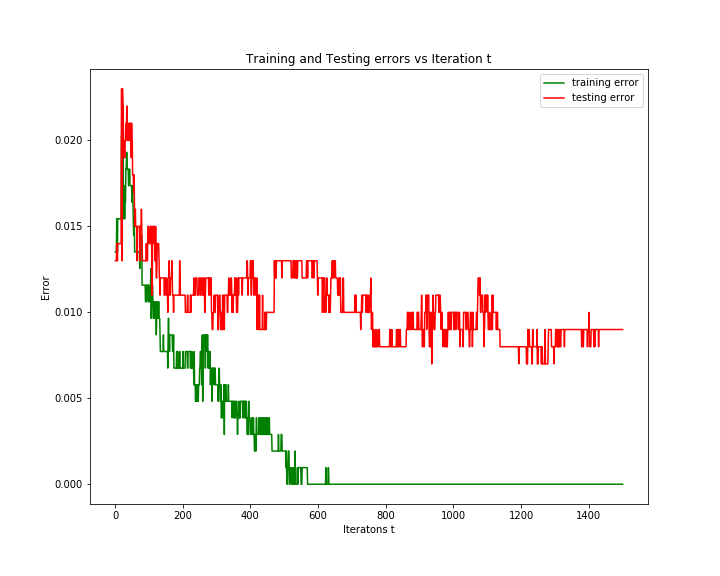 Training and Testing errors vs Iteration t
training error
testing error
0.020
0.015
0.010
0.005
0.000
Error
0 200 400 600 800 1000 1200 1400
Iteratons t